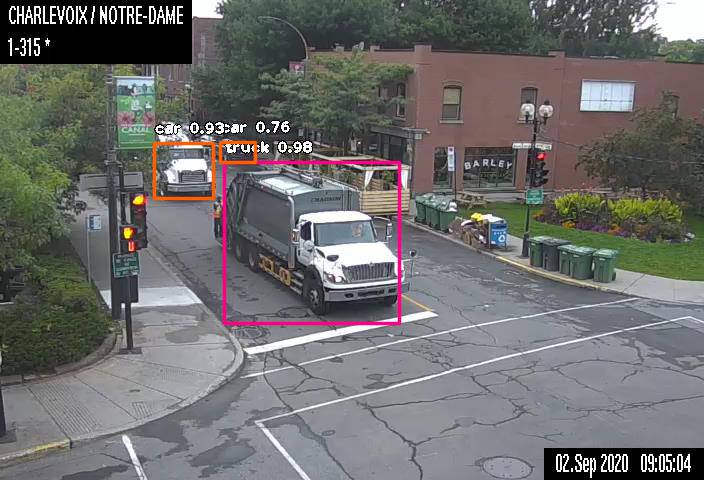 CHARLEVOIX / NOTRE-DAME
1-315 *
car 0.93
car 0.76
truck 0.98
CANAL
BARLEY
02.Sep 2020 09:05:04